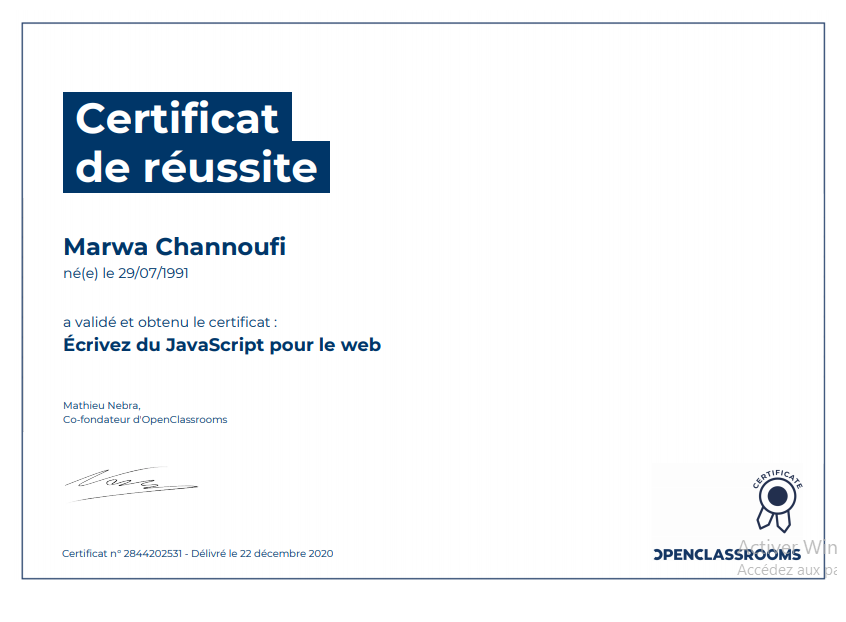 Certificat
de réussite
Marwa Channoufi
né(e) le 29/07/1991
a validé et obtenu le certificat :
Écrivez du JavaScript pour le web
Mathieu Nebra,
Co-fondateur d'OpenClassrooms
CERTIFICATE
Certificat n° 2844202531 - Délivré le 22 décembre 2020
OPENCLASSROOMS
Activer Win
Accédez aux pa